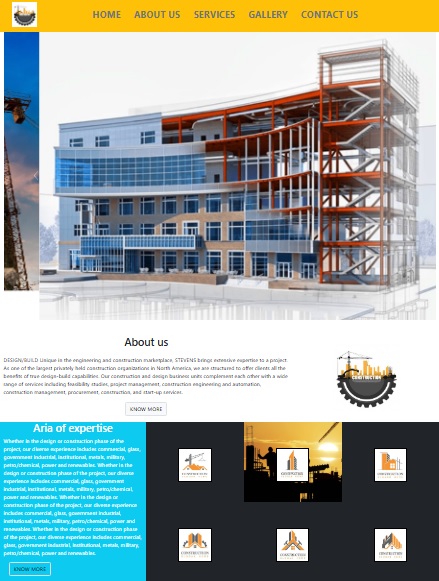 HOME ABOUT US SERVICES GALLERY CONTACT US
About us
DESIGN/BUILD Unique in the engineering and construction marketplace, STEVENS brings extensive expertise to a project.
As one of the largest privately held construction organizations in North America, we are structured to offer clients all the
benefits of true design-build capabilities. Our construction and design business units complement each other with a wide
range of services including feasibility studies, project management, construction engineering and automation,
construction management, procurement, construction, and start-up services.
KNOW MORE
CONSTRUCTION
Aria of expertise
Whether is the design or construction phase of the
project, our diverse experience includes commercial, glass,
government industrial, institutional, metals, military,
petro/chemical, power and renewables. Whether is the
design or construction phase of the project, our diverse
experience includes commercial, glass, government
industrial, institutional, metals, military, petro/chemical,
power and renewables. Whether is the design or
construction phase of the project, our diverse experience
includes commercial, glass, government industrial,
institutional, metals, military, petro/chemical, power and
renewables. Whether is the design or construction phase
of the project, our diverse experience includes commercial,
glass, government industrial, institutional, metals, military,
petro/chemical, power and renewables.
KNOW MORE
CONSTRUCTION
CONSTRUCTION
CONSTRUCTION
CONSTRUCTION
CONSTRUCTION
CONSTRUCTION